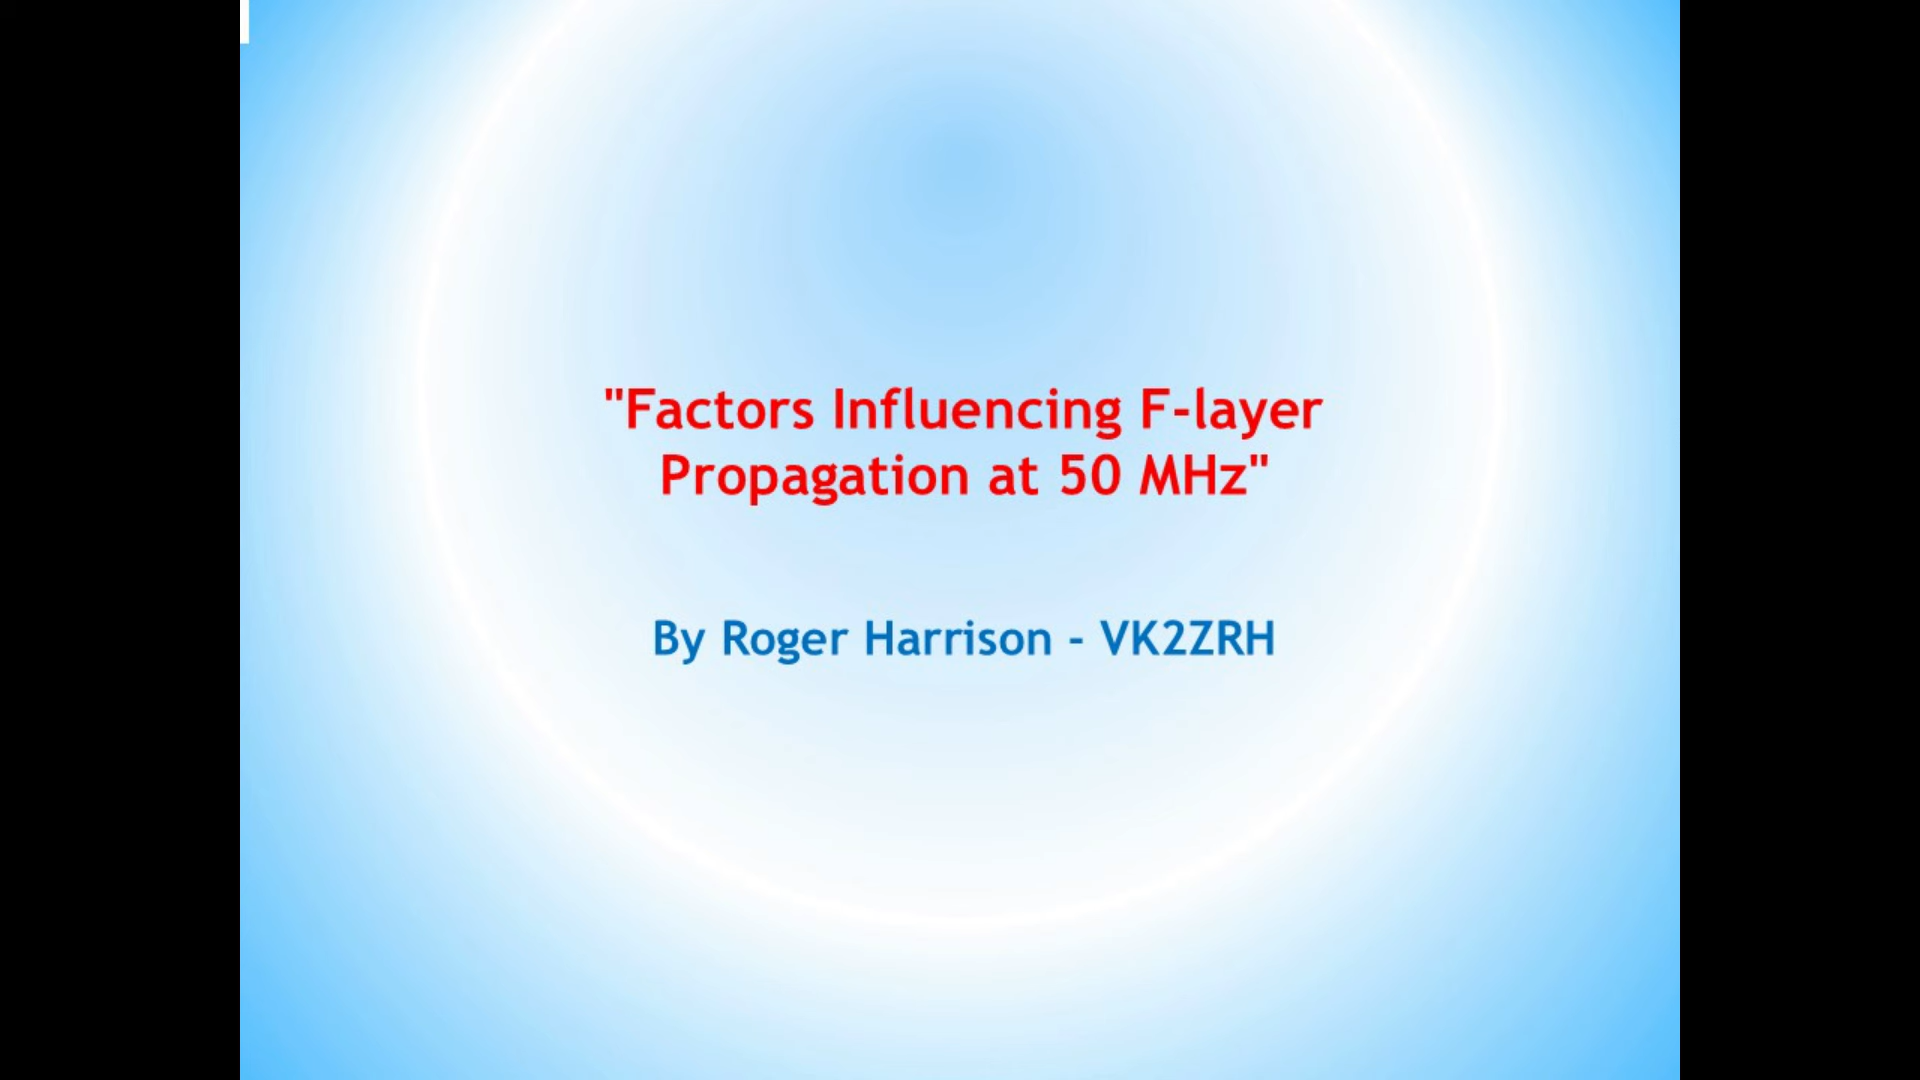 "Factors Influencing F-layer
Propagation at 50 MHz"
By Roger Harrison - VK2ZRH